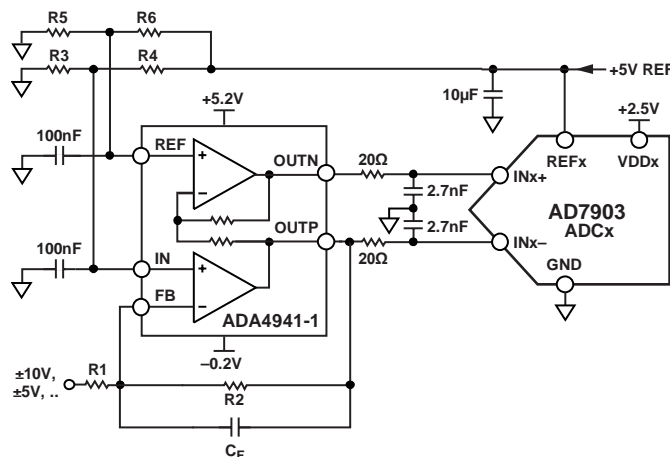 R5
R6
R3
R4
+5V REF
10µF
+5.2V
+2.5V
100nF
REF
OUTN
20Ω
REFx
VDDx
INx+
2.7nF
AD7903
ADCx
2.7nF
OUTP
100nF
IN
20Ω
INx–
FB
GND
ADA4941-1
–0.2V
R1
±10V,
±5V, ..
R2
CF
+
–
+
–